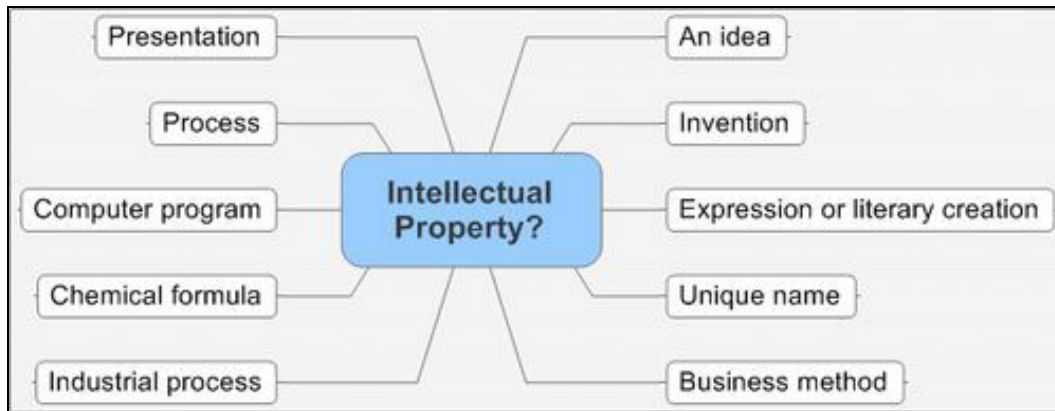 Presentation
An idea
Process
Invention
Intellectual
Property?
Computer program
Expression or literary creation
Chemical formula
Unique name
Industrial process
Business method